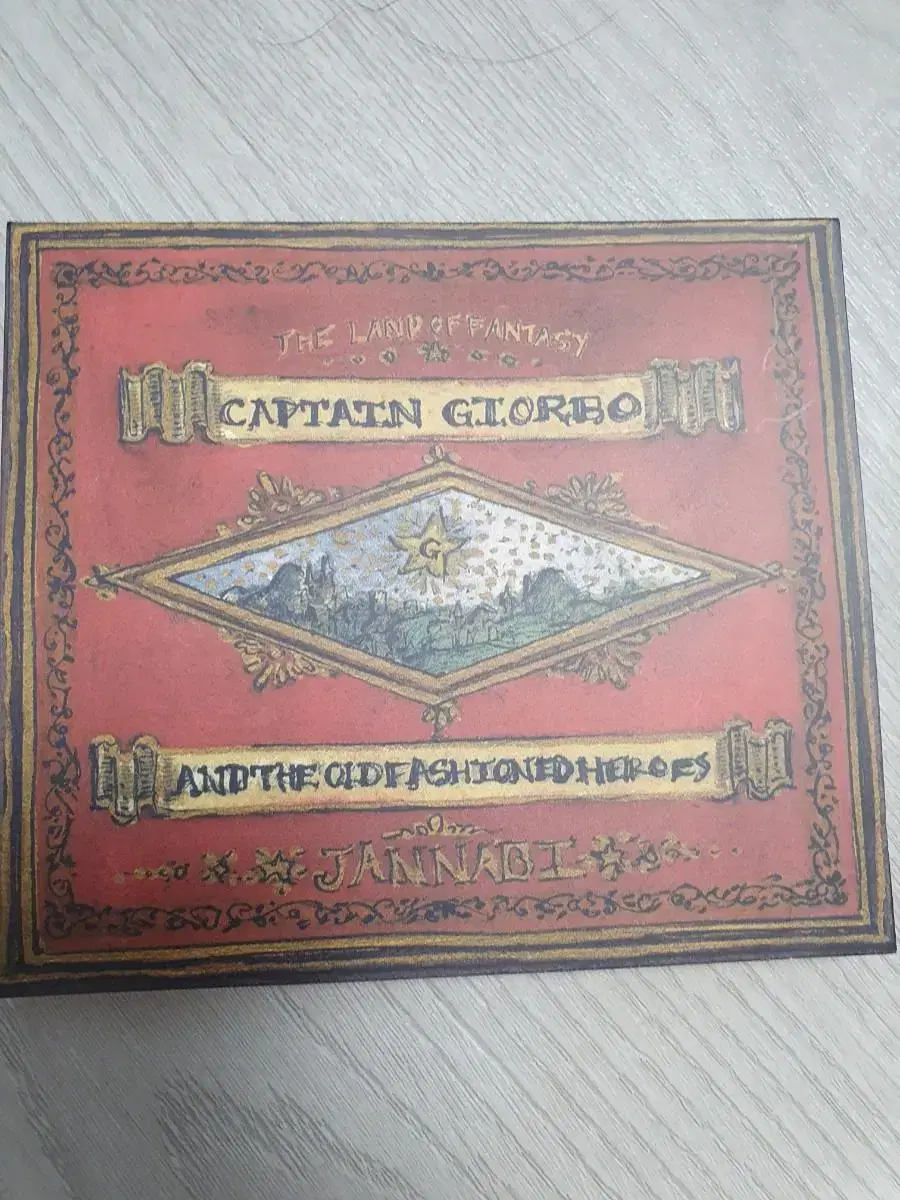 THE LAND OF FANTASY
CAPTAIN GIORBO
G
AND THE OLD FASHIONED HEROES
JANNABI